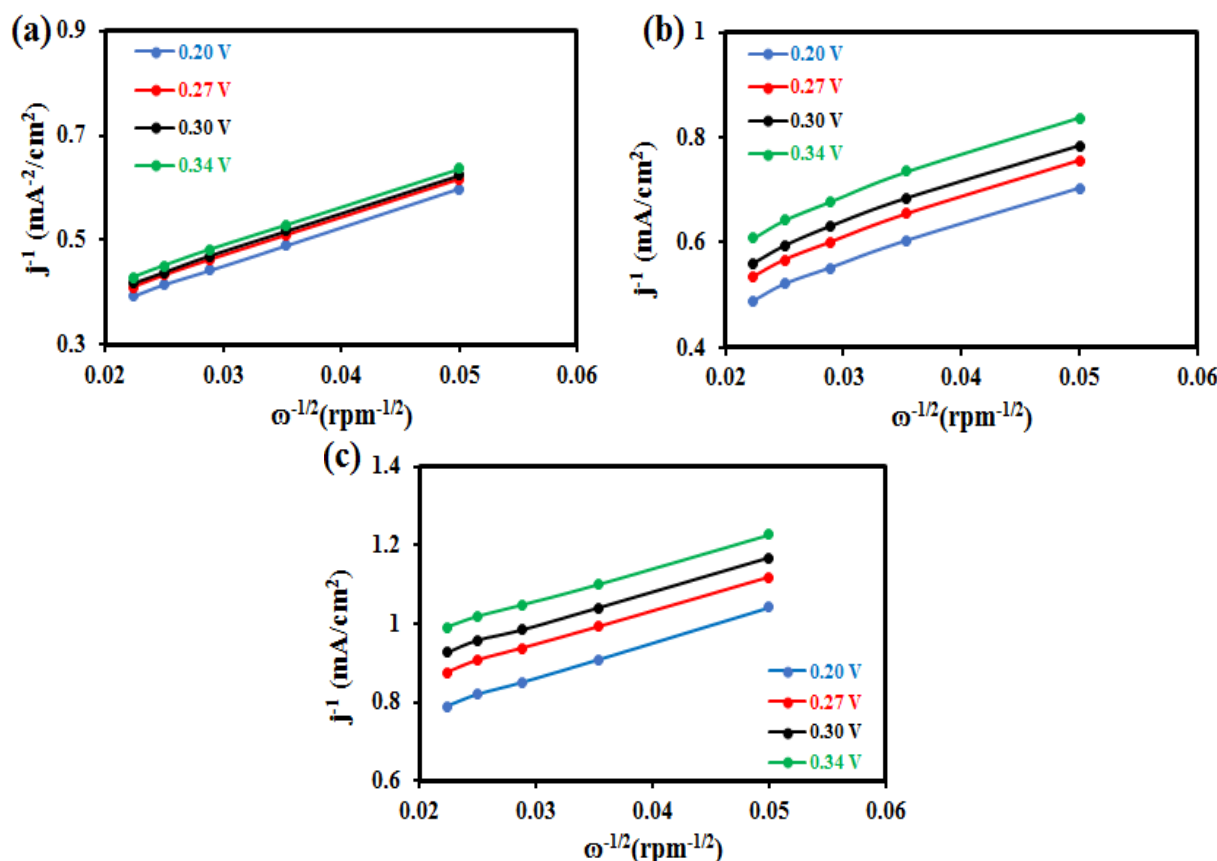 (a)
0.9
0.7
0.5
0.3
j⁻¹ (mA⁻²/cm²)
0.20 V
0.27 V
0.30 V
0.34 V
0.02 0.03 0.04 0.05 0.06
ω⁻¹/²(rpm⁻¹/²)
(b)
1
0.8
0.6
0.4
j⁻¹ (mA/cm²)
0.20 V
0.27 V
0.30 V
0.34 V
0.02 0.03 0.04 0.05 0.06
ω⁻¹/²(rpm⁻¹/²)
(c)
1.4
1.2
1
0.8
0.6
j⁻¹ (mA/cm²)
0.20 V
0.27 V
0.30 V
0.34 V
0.02 0.03 0.04 0.05 0.06
ω⁻¹/²(rpm⁻¹/²)